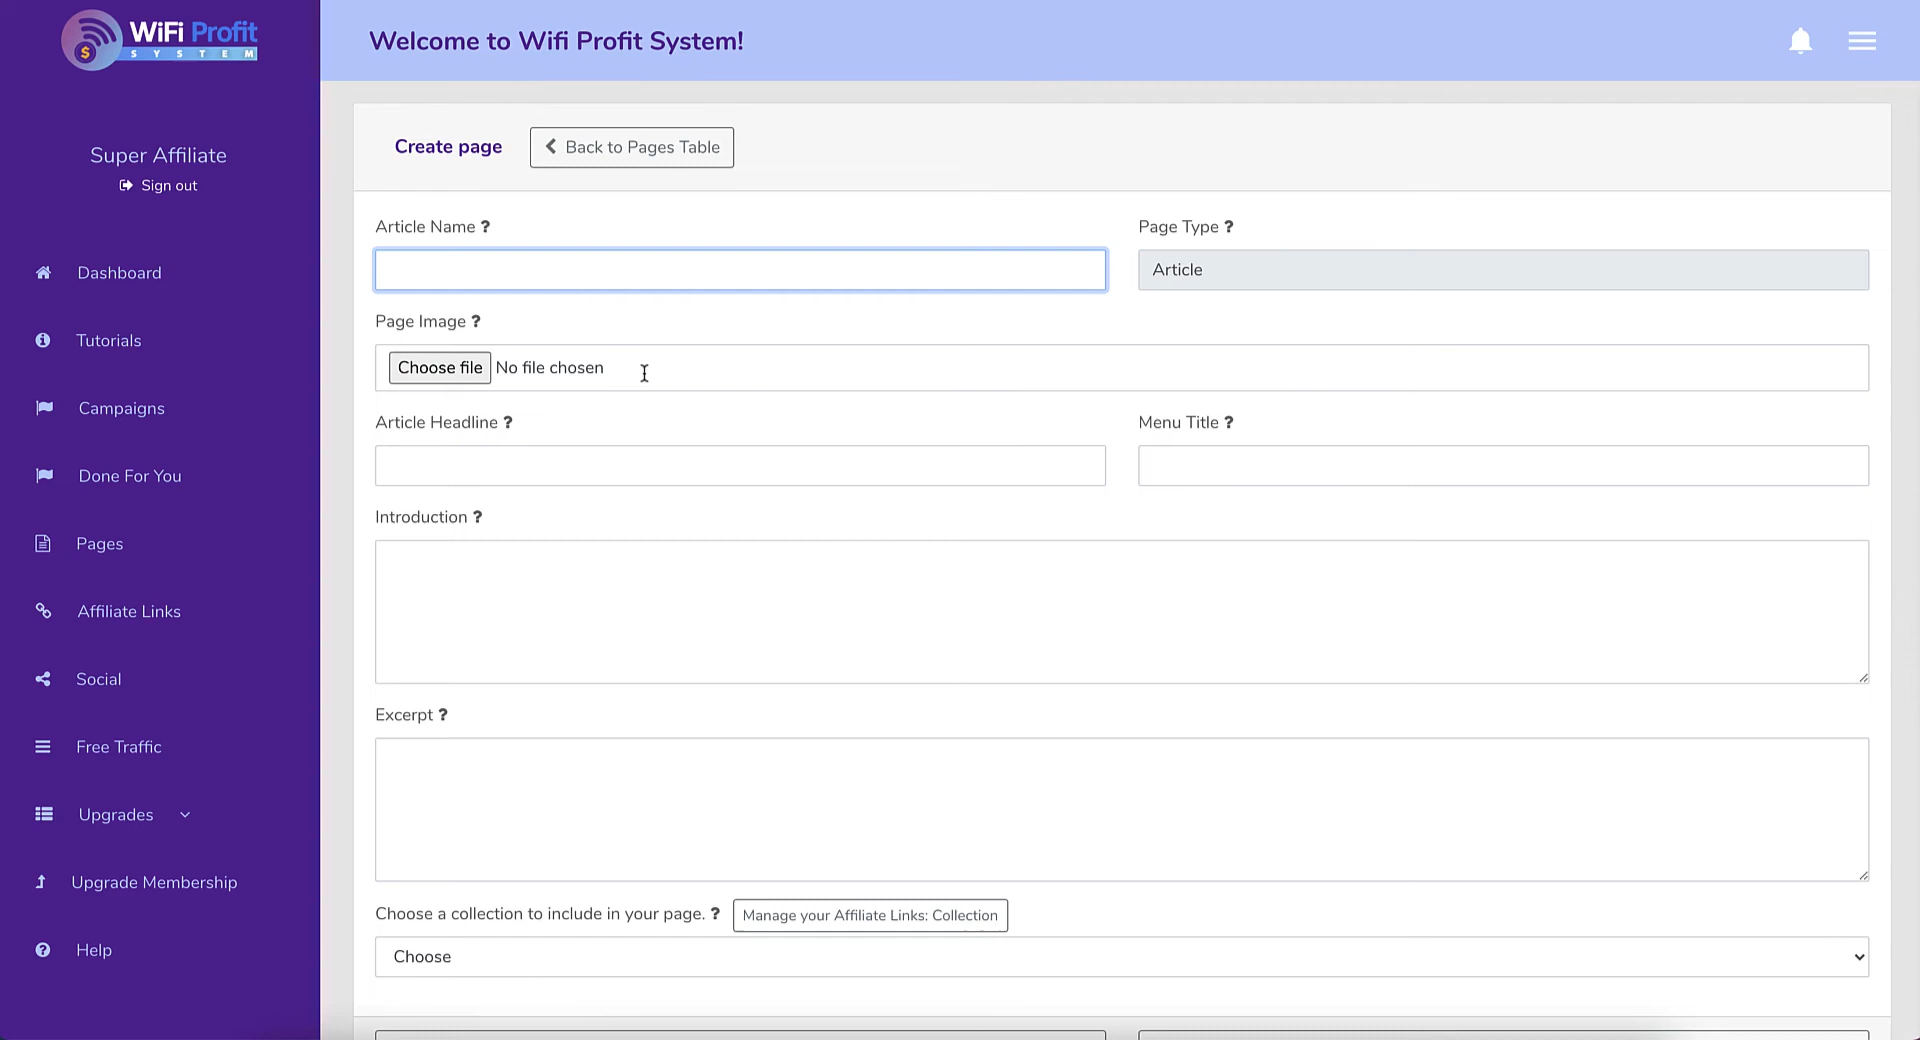 WiFi Profit
SYSTEM
Welcome to Wifi Profit System!
Super Affiliate
Sign out
Dashboard
Tutorials
Campaigns
Done For You
Pages
Affiliate Links
Social
Free Traffic
Upgrades
Upgrade Membership
Help
Create page
Back to Pages Table
Article Name ?
Page Type ?
Article
Page Image ?
Choose file No file chosen
Article Headline ?
Menu Title ?
Introduction ?
Excerpt ?
Choose a collection to include in your page. ? Manage your Affiliate Links: Collection
Choose